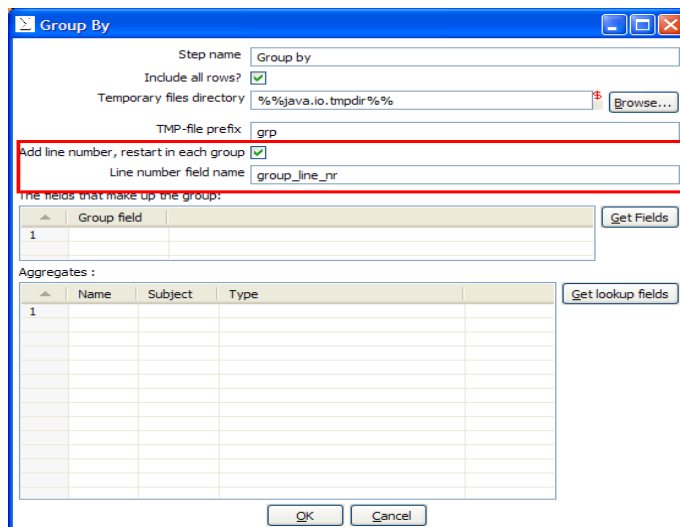 Group By
Step name Group by
Include all rows?
Temporary files directory %%java.io.tmpdir%% $ Browse...
TMP-file prefix grp
Add line number, restart in each group
Line number field name group_line_nr
The fields that make up the group:
Group field Get Fields
1
Aggregates :
Name Subject Type Get lookup fields
1
OK Cancel